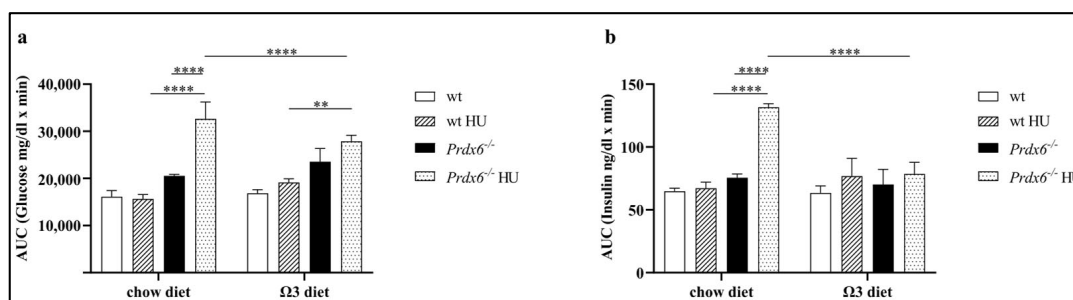 a
****
****
****
**
AUC (Glucose mg/dl x min)
40,000
30,000
20,000
10,000
chow diet
Ω3 diet
wt
wt HU
Prdx6-/-
Prdx6-/- HU
b
****
****
****
AUC (Insulin ng/dl x min)
150
100
50
0
chow diet
Ω3 diet
wt
wt HU
Prdx6-/-
Prdx6-/- HU